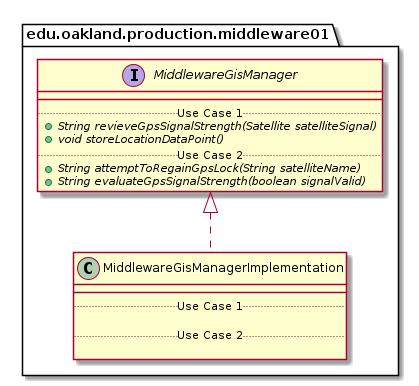 edu.oakland.production.middleware01
I MiddlewareGisManager
Use Case 1
String revieveGpsSignalStrength(Satellite satelliteSignal)
void storeLocationDataPoint()
Use Case 2
String attemptToRegainGpsLock(String satelliteName)
String evaluateGpsSignalStrength(boolean signalValid)
C MiddlewareGisManagerImplementation
Use Case 1
Use Case 2